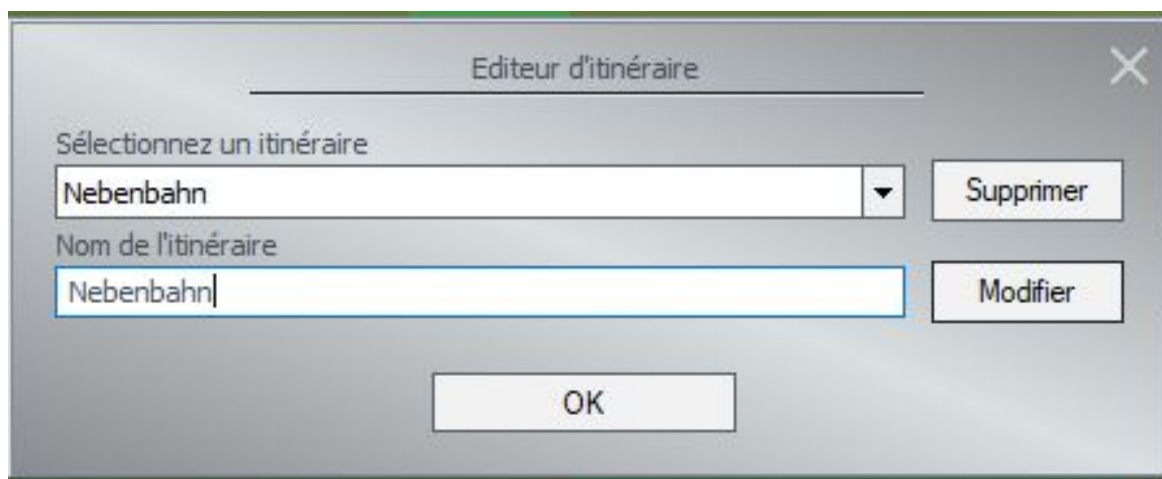 Editeur d'itinéraire
Sélectionnez un itinéraire
Nebenbahn
Supprimer
Nom de l'itinéraire
Nebenbahn
Modifier
OK